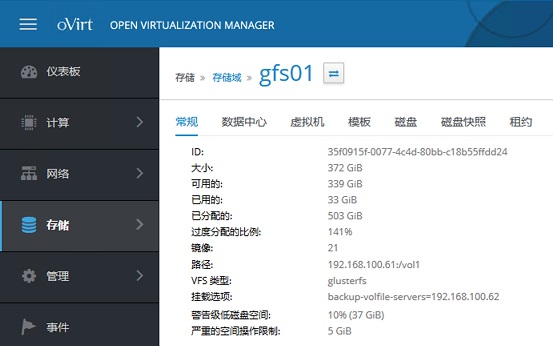 oVirt OPEN VIRTUALIZATION MANAGER
仪表板
计算
网络
存储
管理
事件
存储 » 存储域 » gfs01
常规 数据中心 虚拟机 模板 磁盘 磁盘快照 租约
ID: 35f0915f-0077-4c4d-80bb-c18b55ffdd24
大小: 372 GiB
可用的: 339 GiB
已用的: 33 GiB
已分配的: 503 GiB
过度分配的比例: 141%
镜像: 21
路径: 192.168.100.61:/vol1
VFS 类型: glusterfs
挂载选项: backup-volfile-servers=192.168.100.62
警告级低磁盘空间: 10% (37 GiB)
严重的空间操作限制: 5 GiB